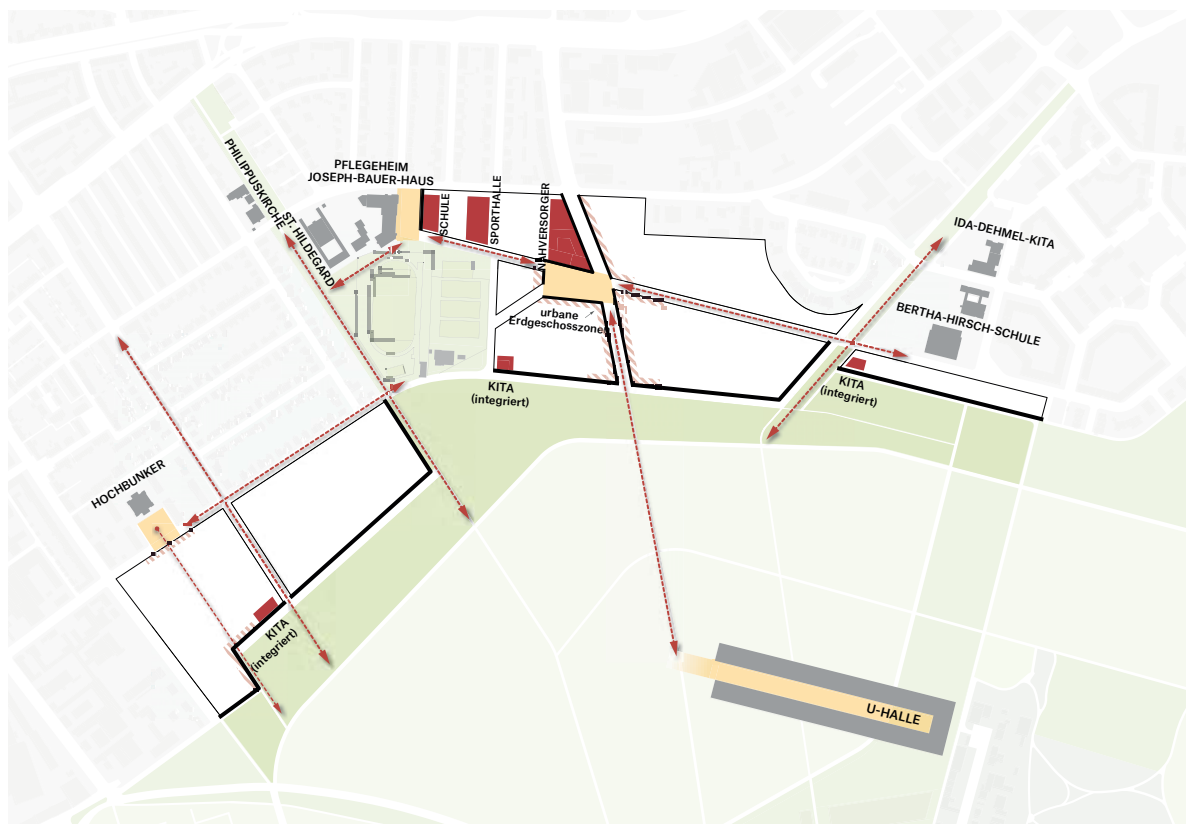 PHILIPPUSKIRCHE
ST. HILDEGARD
PFLEGEHEIM
JOSEPH-BAUER-HAUS
SCHULE
SPORTHALLE
NAHVERSORGER
IDA-DEHMEL-KITA
BERTHA-HIRSCH-SCHULE
urbane
Erdgeschosszonen
KITA
(integriert)
KITA
(integriert)
HOCHBUNKER
KITA
(integriert)
U-HALLE